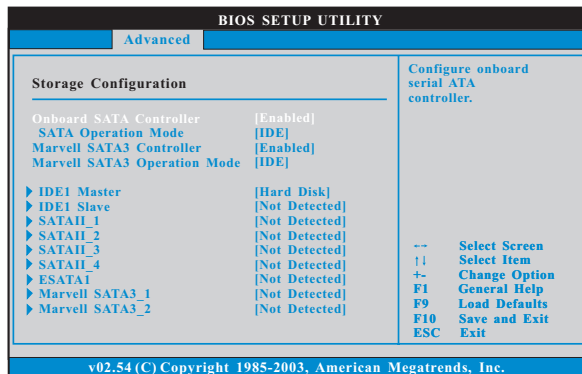 BIOS SETUP UTILITY
Advanced
Storage Configuration
Onboard SATA Controller [Enabled]
SATA Operation Mode [IDE]
Marvell SATA3 Controller [Enabled]
Marvell SATA3 Operation Mode [IDE]
IDE1 Master [Hard Disk]
IDE1 Slave [Not Detected]
SATAII_1 [Not Detected]
SATAII_2 [Not Detected]
SATAII_3 [Not Detected]
SATAII_4 [Not Detected]
ESATA1 [Not Detected]
Marvell SATA3_1 [Not Detected]
Marvell SATA3_2 [Not Detected]
Configure onboard
serial ATA
controller.
←→ Select Screen
↑↓ Select Item
+- Change Option
F1 General Help
F9 Load Defaults
F10 Save and Exit
ESC Exit
v02.54 (C) Copyright 1985-2003, American Megatrends, Inc.